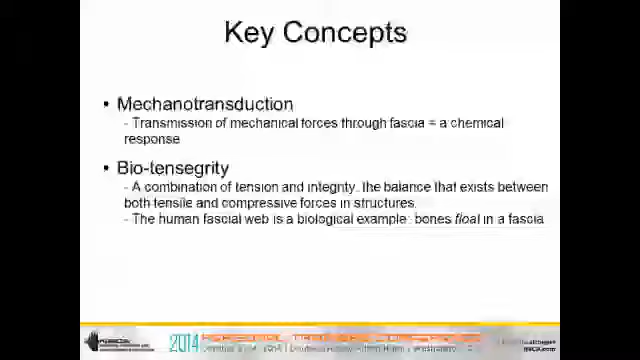 Key Concepts
• Mechanotransduction
- Transmission of mechanical forces through fascia = a chemical
response
• Bio-tensegrity
- A combination of tension and integrity: the balance that exists between
both tensile and compressive forces in structures.
- The human fascial web is a biological example: bones float in a fascia
2014